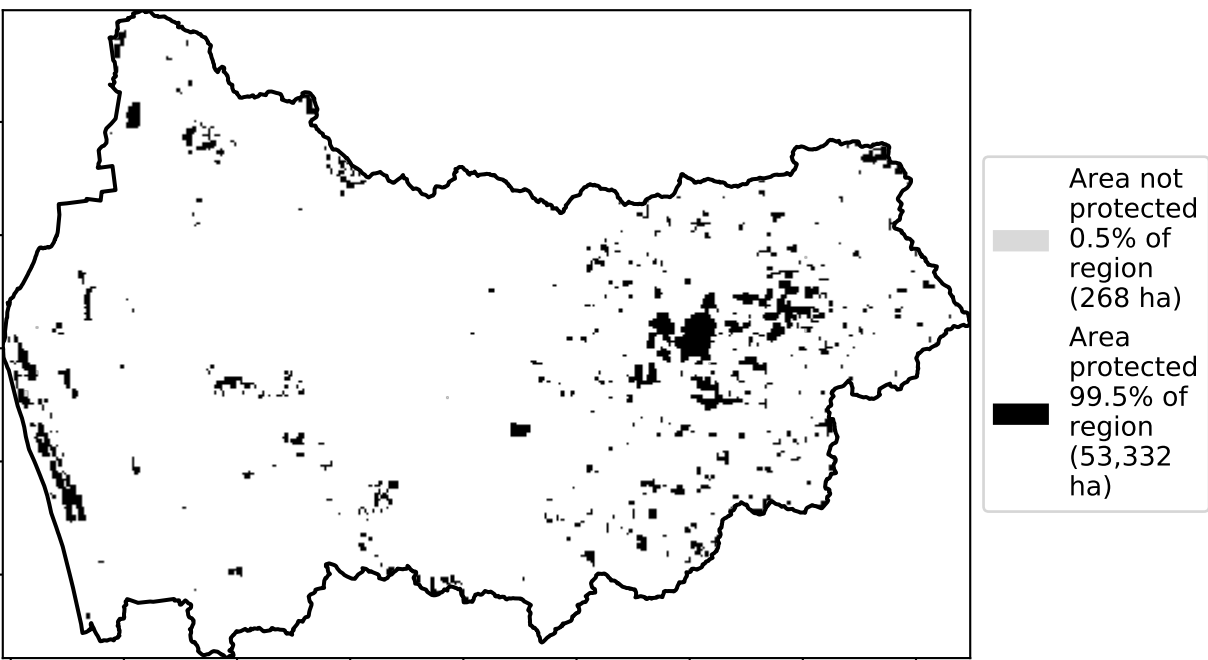 Area not
protected
0.5% of
region
(268 ha)
Area
protected
99.5% of
region
(53,332
ha)